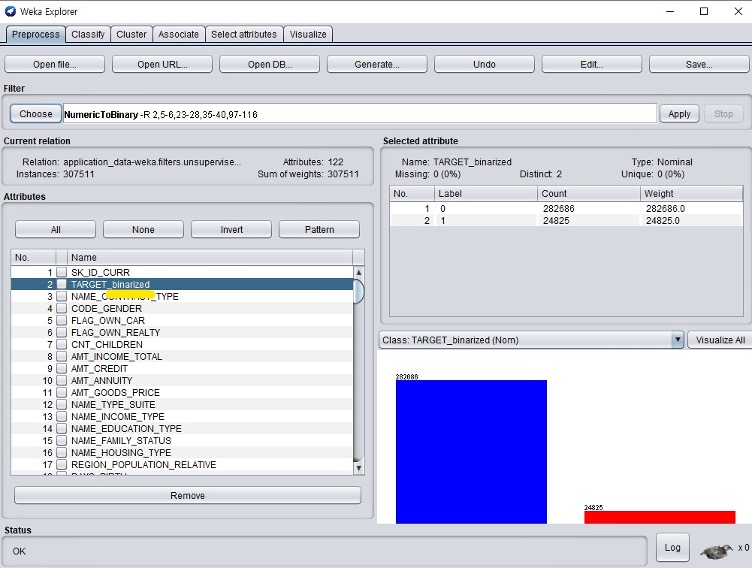 Weka Explorer
Preprocess Classify Cluster Associate Select attributes Visualize
Open file... Open URL... Open DB... Generate... Undo Edit... Save...
Filter
Choose NumericToBinary -R 2,5-6,23-28,35-40,97-116 Apply Stop
Current relation
Relation: application_data-weka.filters.unsupervise... Attributes: 122
Instances: 307511 Sum of weights: 307511
Attributes
All None Invert Pattern
No. Name
1 SK_ID_CURR
2 TARGET_binarized
3 NAME_CONTRACT_TYPE
4 CODE_GENDER
5 FLAG_OWN_CAR
6 FLAG_OWN_REALTY
7 CNT_CHILDREN
8 AMT_INCOME_TOTAL
9 AMT_CREDIT
10 AMT_ANNUITY
11 AMT_GOODS_PRICE
12 NAME_TYPE_SUITE
13 NAME_INCOME_TYPE
14 NAME_EDUCATION_TYPE
15 NAME_FAMILY_STATUS
16 NAME_HOUSING_TYPE
17 REGION_POPULATION_RELATIVE
Remove
Selected attribute
Name: TARGET_binarized Type: Nominal
Missing: 0 (0%) Distinct: 2 Unique: 0 (0%)
No. Label Count Weight
1 0 282686 282686.0
2 1 24825 24825.0
Class: TARGET_binarized (Nom) Visualize All
282686
24825
Status
OK
Log x 0